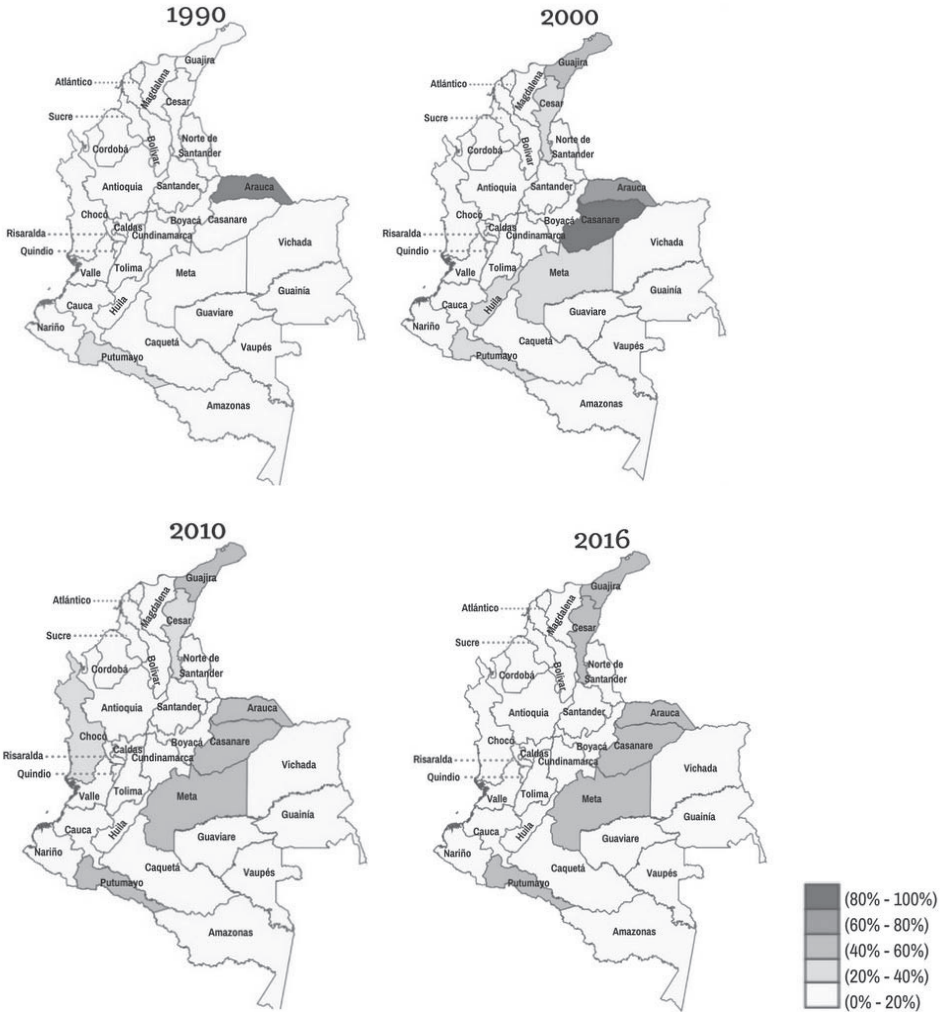 1990
Guajira
Atlántico
Magdalena
Cesar
Sucre
Norte de
Santander
Cordobá
Bolívar
Antioquia
Santander
Arauca
Chocó
Caldas
Boyacá
Casanare
Risaralda
Cundinamarca
Quindio
Vichada
Valle
Tolima
Meta
Guainía
Cauca
Huila
Guaviare
Nariño
Caquetá
Vaupés
Putumayo
Amazonas
2000
Guajira
Atlántico
Magdalena
Cesar
Sucre
Norte de
Santander
Cordobá
Bolívar
Antioquia
Santander
Arauca
Chocó
Caldas
Boyacá
Casanare
Risaralda
Cundinamarca
Quindio
Vichada
Valle
Tolima
Meta
Guainía
Cauca
Huila
Guaviare
Nariño
Caquetá
Vaupés
Putumayo
Amazonas
2010
Guajira
Atlántico
Magdalena
Cesar
Sucre
Norte de
Santander
Cordobá
Bolívar
Antioquia
Santander
Arauca
Chocó
Caldas
Boyacá
Casanare
Risaralda
Cundinamarca
Quindio
Vichada
Valle
Tolima
Meta
Guainía
Cauca
Huila
Guaviare
Nariño
Caquetá
Vaupés
Putumayo
Amazonas
2016
Guajira
Atlántico
Magdalena
Cesar
Sucre
Norte de
Santander
Cordobá
Bolívar
Antioquia
Santander
Arauca
Chocó
Caldas
Boyacá
Casanare
Risaralda
Cundinamarca
Quindio
Vichada
Valle
Tolima
Meta
Guainía
Cauca
Huila
Guaviare
Nariño
Caquetá
Vaupés
Putumayo
Amazonas
(80% - 100%)
(60% - 80%)
(40% - 60%)
(20% - 40%)
(0% - 20%)